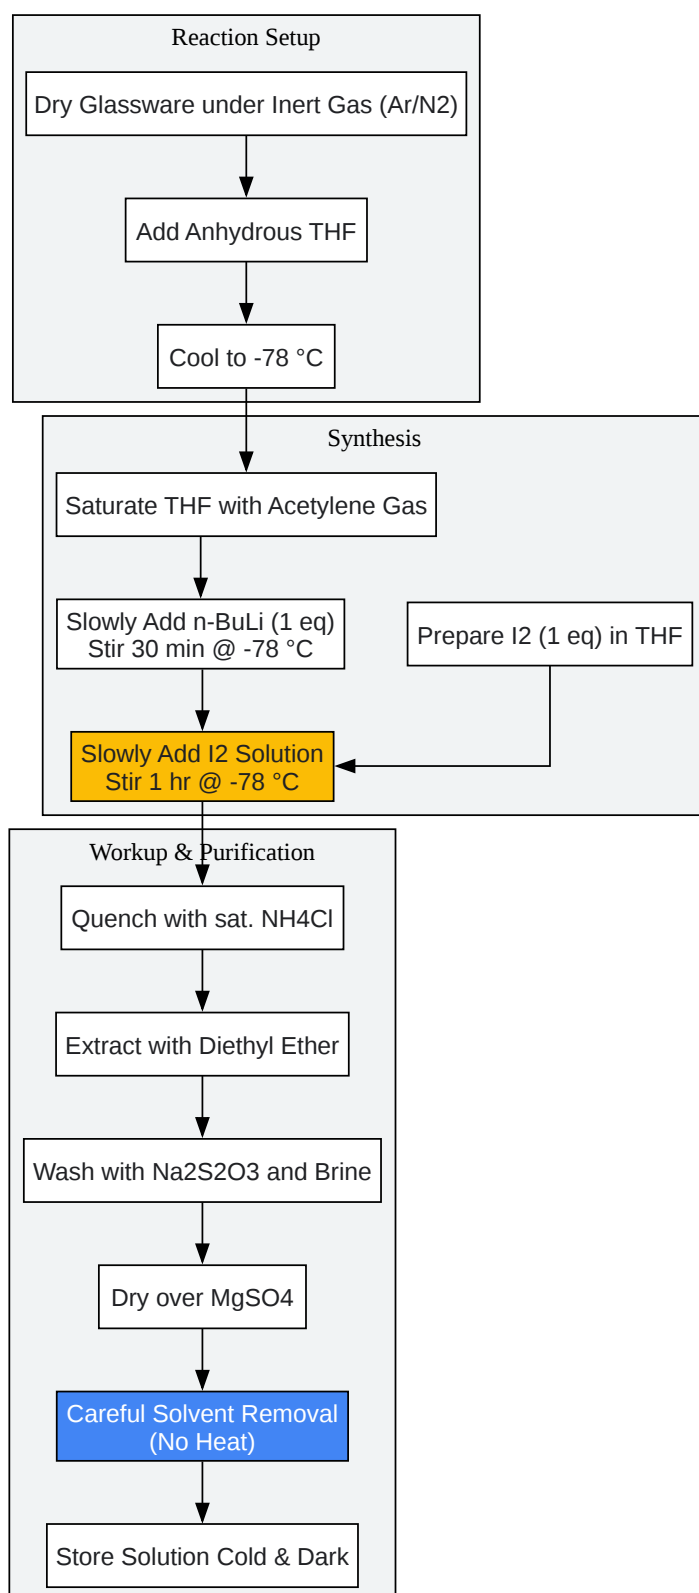 Reaction Setup
Dry Glassware under Inert Gas (Ar/N2)
Add Anhydrous THF
Cool to -78 °C
Synthesis
Saturate THF with Acetylene Gas
Slowly Add n-BuLi (1 eq)
Stir 30 min @ -78 °C
Prepare I2 (1 eq) in THF
Slowly Add I2 Solution
Stir 1 hr @ -78 °C
Workup & Purification
Quench with sat. NH4Cl
Extract with Diethyl Ether
Wash with Na2S2O3 and Brine
Dry over MgSO4
Careful Solvent Removal
(No Heat)
Store Solution Cold & Dark